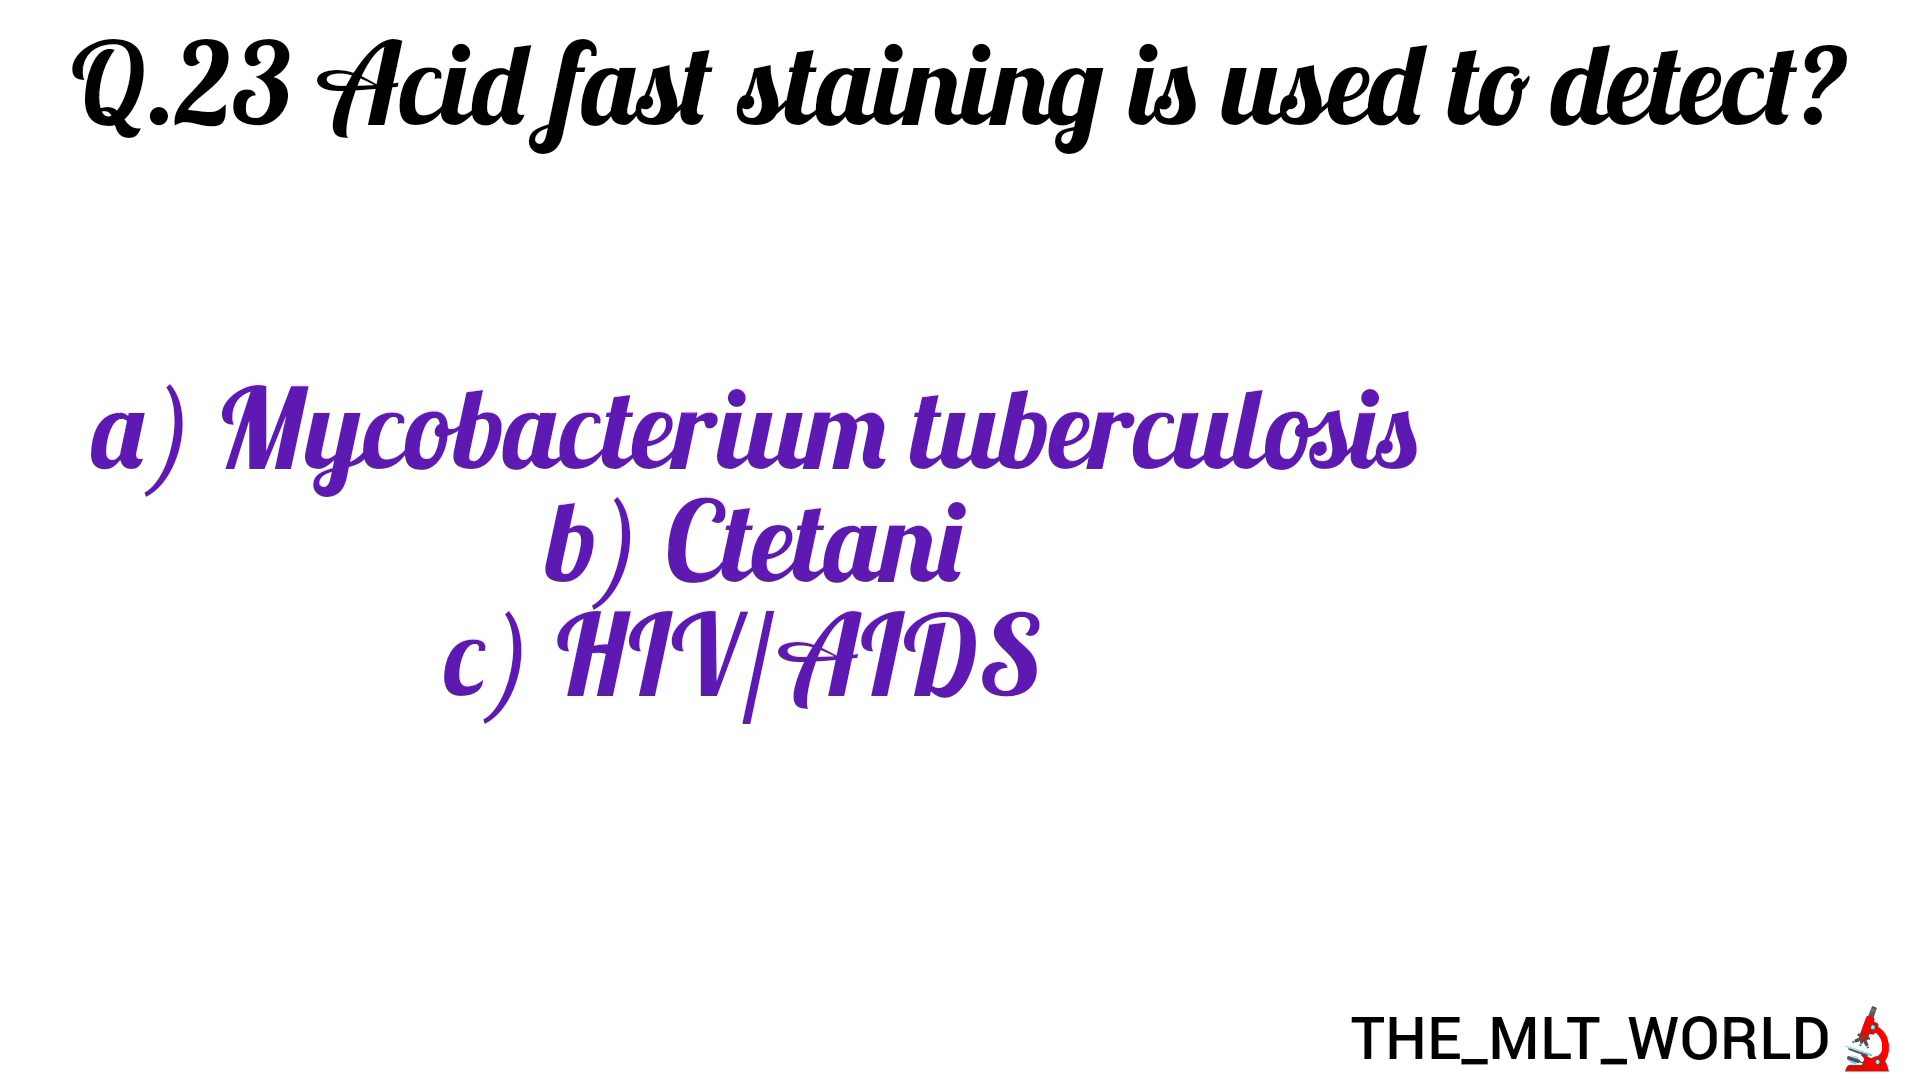 Q.23 Acid fast staining is used to detect?
a) Mycobacterium tuberculosis
b) Ctetani
c) HIV/AIDS
THE_MLT_WORLD